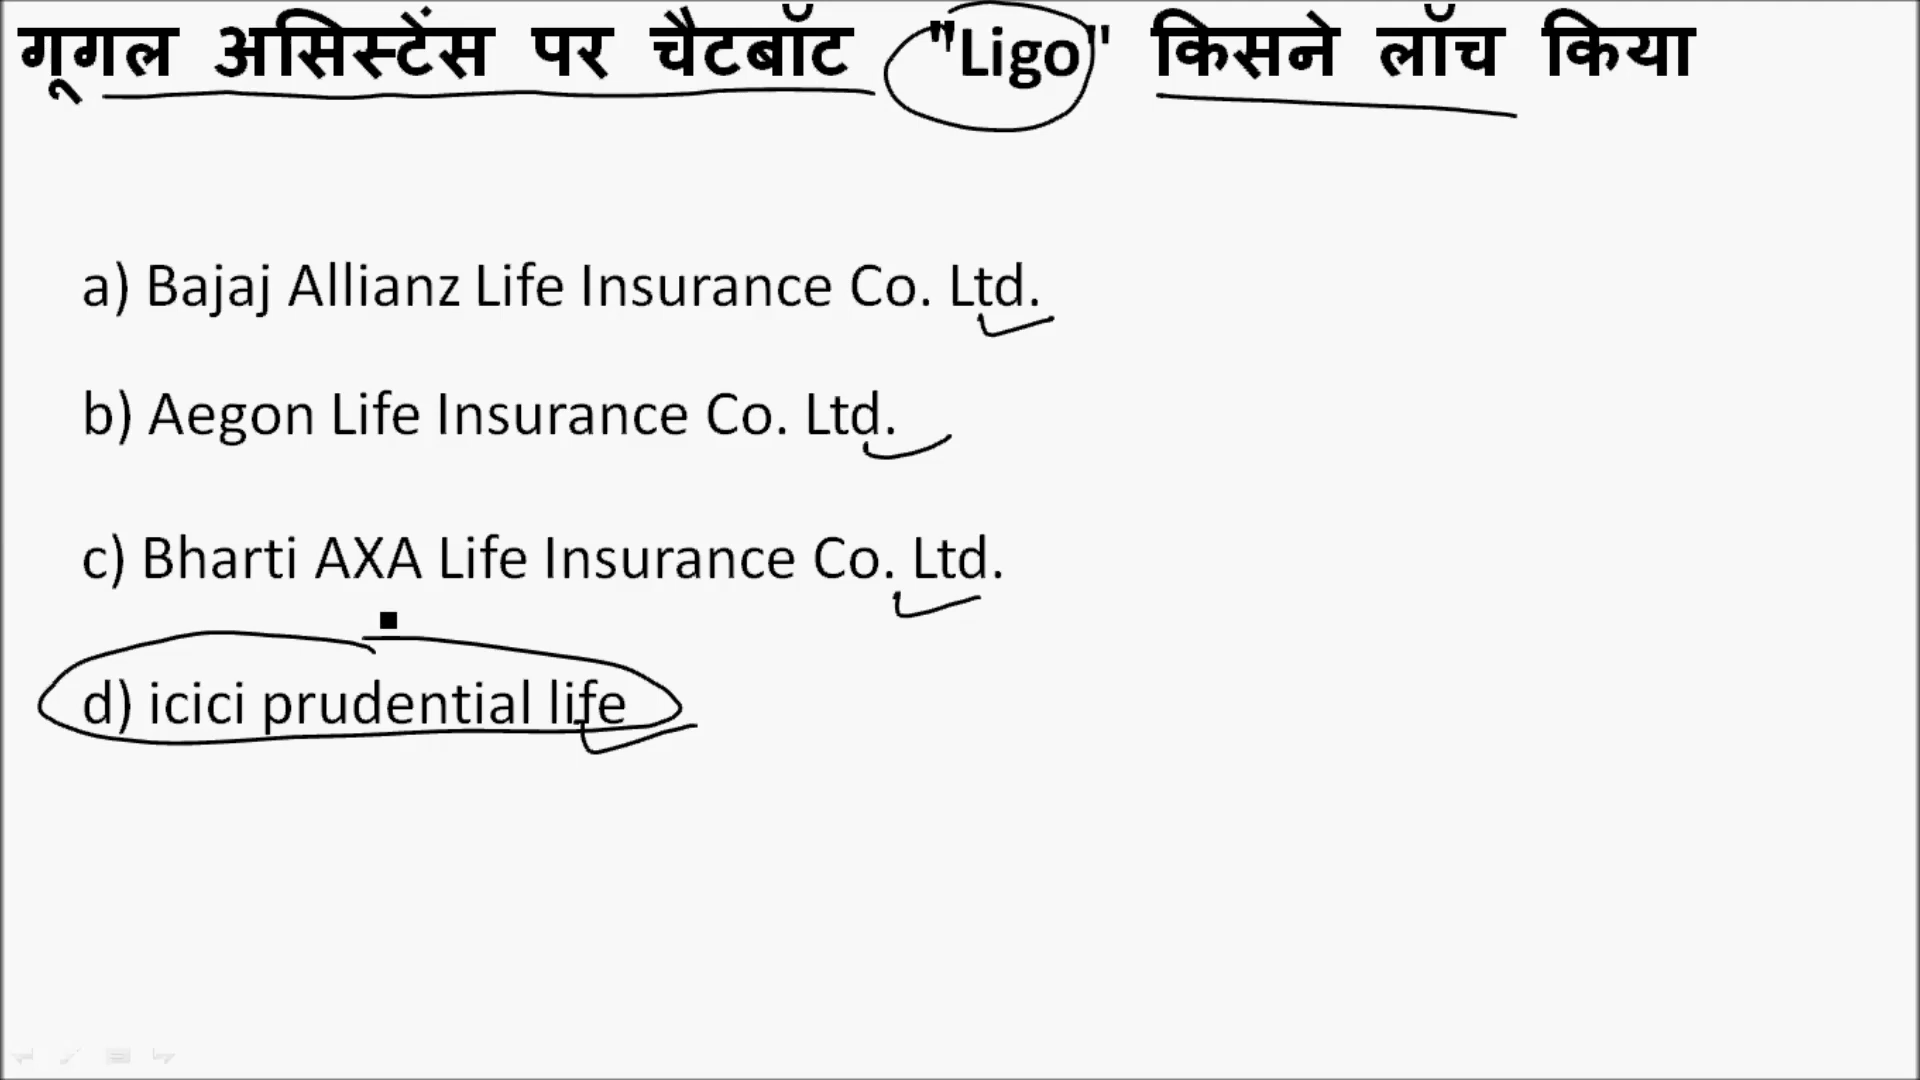 गूगल असिस्टेंस पर चैटबॉट "Ligo" किसने लॉच किया
a) Bajaj Allianz Life Insurance Co. Ltd.
b) Aegon Life Insurance Co. Ltd.
c) Bharti AXA Life Insurance Co. Ltd.
d) icici prudential life